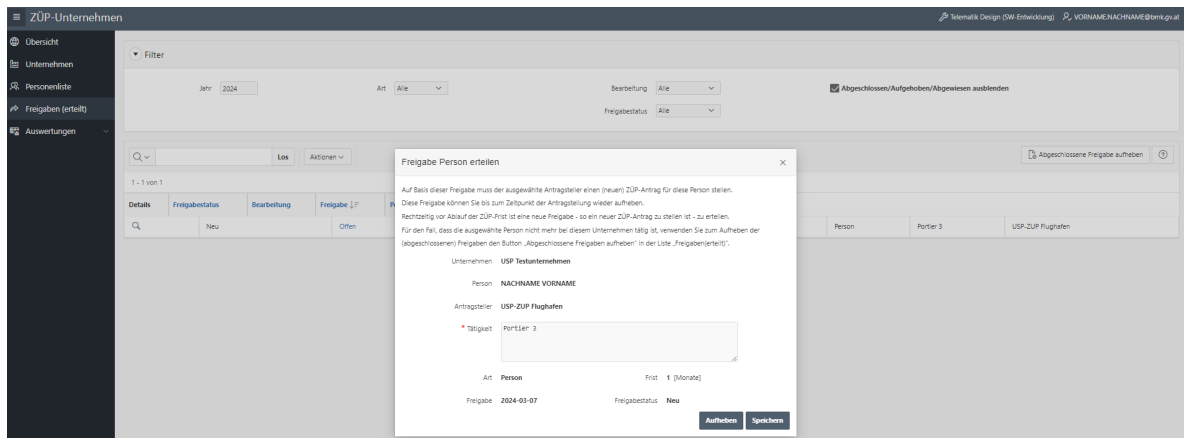 ZÜP-Unternehmen
Telematik Design (SW-Entwicklung) VORNAME.NACHNAME@bmk.gv.at
Übersicht
Unternehmen
Personenliste
Freigaben (erteilt)
Auswertungen
Filter
Jahr 2024 Art Alle Bearbeitung Alle Abgeschlossen/Aufgehoben/Abgewiesen ausblenden
Freigabestatus Alle
Los Aktionen Abgeschlossene Freigabe aufheben
1 - 1 von 1
Details Freigabestatus Bearbeitung Freigabe
Neu Offen Person Portier 3 USP-ZUP Flughafen
Freigabe Person erteilen
Auf Basis dieser Freigabe muss der ausgewählte Antragsteller einen (neuen) ZÜP-Antrag für diese Person stellen.
Diese Freigabe können Sie bis zum Zeitpunkt der Antragstellung wieder aufheben.
Rechtzeitig vor Ablauf der ZÜP-Frist ist eine neue Freigabe - so ein neuer ZÜP-Antrag zu stellen ist - zu erteilen.
Für den Fall, dass die ausgewählte Person nicht mehr bei diesem Unternehmen tätig ist, verwenden Sie zum Aufheben der
(abgeschlossenen) Freigaben den Button „Abgeschlossene Freigaben aufheben" in der Liste „Freigaben(erteilt)".
Unternehmen USP Testunternehmen
Person NACHNAME VORNAME
Antragsteller USP-ZUP Flughafen
* Tätigkeit Portier 3
Art Person Frist 1 [Monate]
Freigabe 2024-03-07 Freigabestatus Neu
Aufheben Speichern